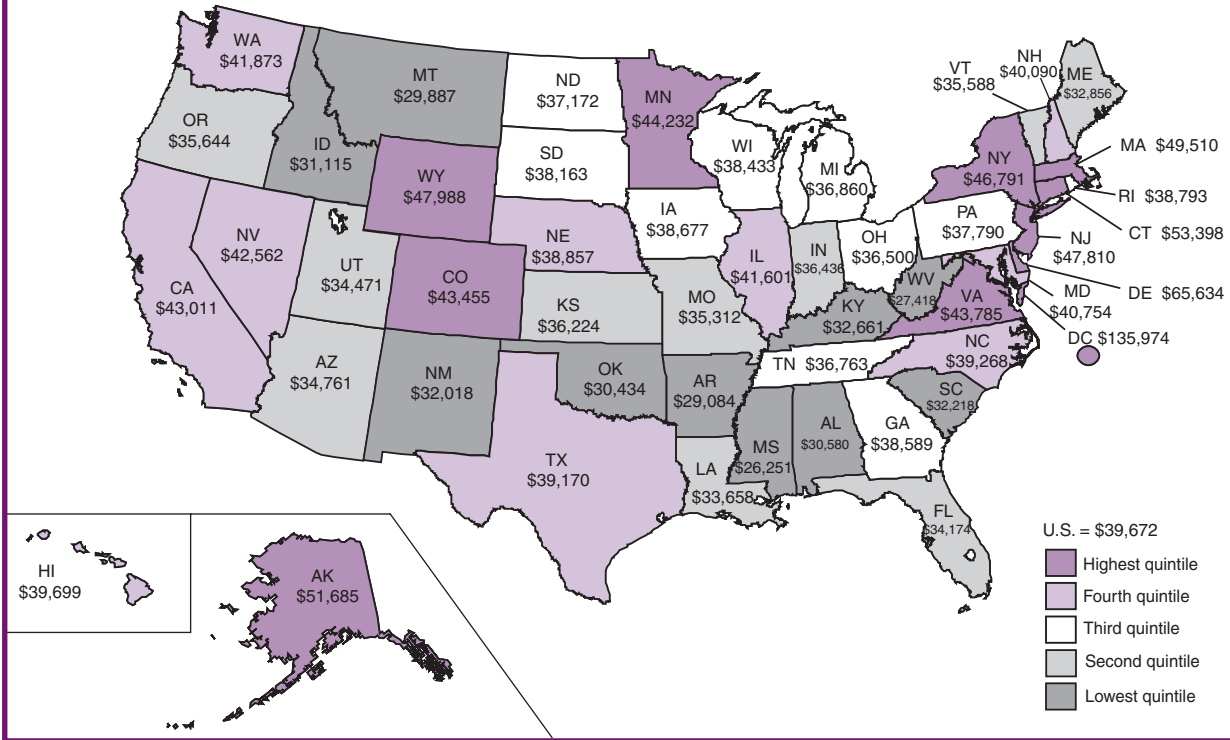 WA
$41,873
OR
$35,644
CA
$43,011
NV
$42,562
ID
$31,115
MT
$29,887
WY
$47,988
UT
$34,471
AZ
$34,761
CO
$43,455
NM
$32,018
ND
$37,172
SD
$38,163
NE
$38,857
KS
$36,224
OK
$30,434
TX
$39,170
MN
$44,232
IA
$38,677
MO
$35,312
AR
$29,084
LA
$33,658
WI
$38,433
IL
$41,601
MI
$36,860
IN
$36,436
OH
$36,500
KY
$32,661
TN $36,763
MS
$26,251
AL
$30,580
GA
$38,589
FL
$34,174
SC
$32,218
NC
$39,268
VA
$43,785
WV
$27,418
PA
$37,790
NY
$46,791
VT
$35,588
NH
$40,090
ME
$32,856
MA $49,510
RI $38,793
CT $53,398
NJ
$47,810
DE $65,634
MD
$40,754
DC $135,974
HI
$39,699
AK
$51,685
U.S. = $39,672
Highest quintile
Fourth quintile
Third quintile
Second quintile
Lowest quintile